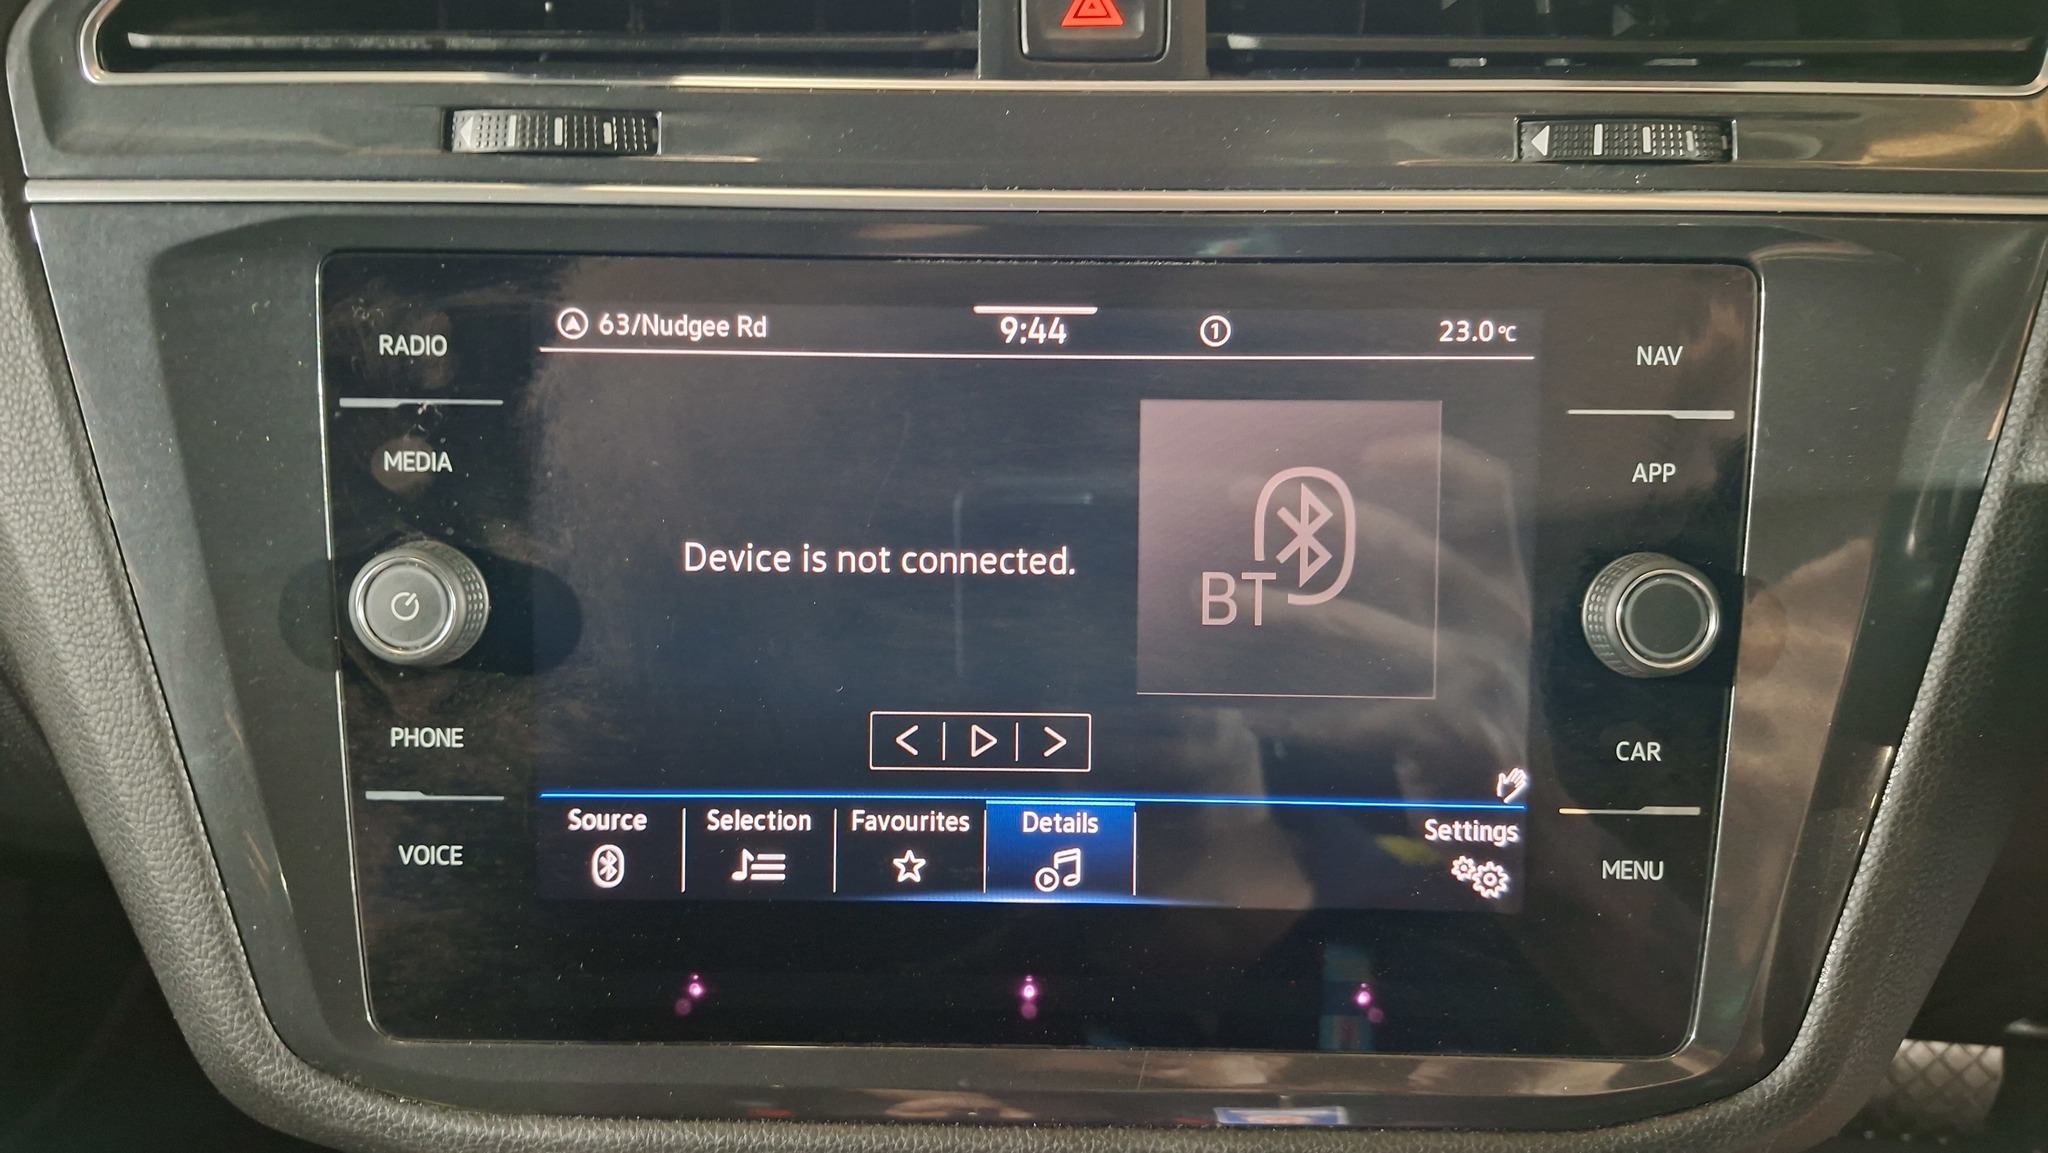 RADIO
MEDIA
PHONE
VOICE
63/Nudgee Rd
9:44
1
23.0°C
Device is not connected.
BT
Source
Selection
Favourites
Details
Settings
NAV
APP
CAR
MENU